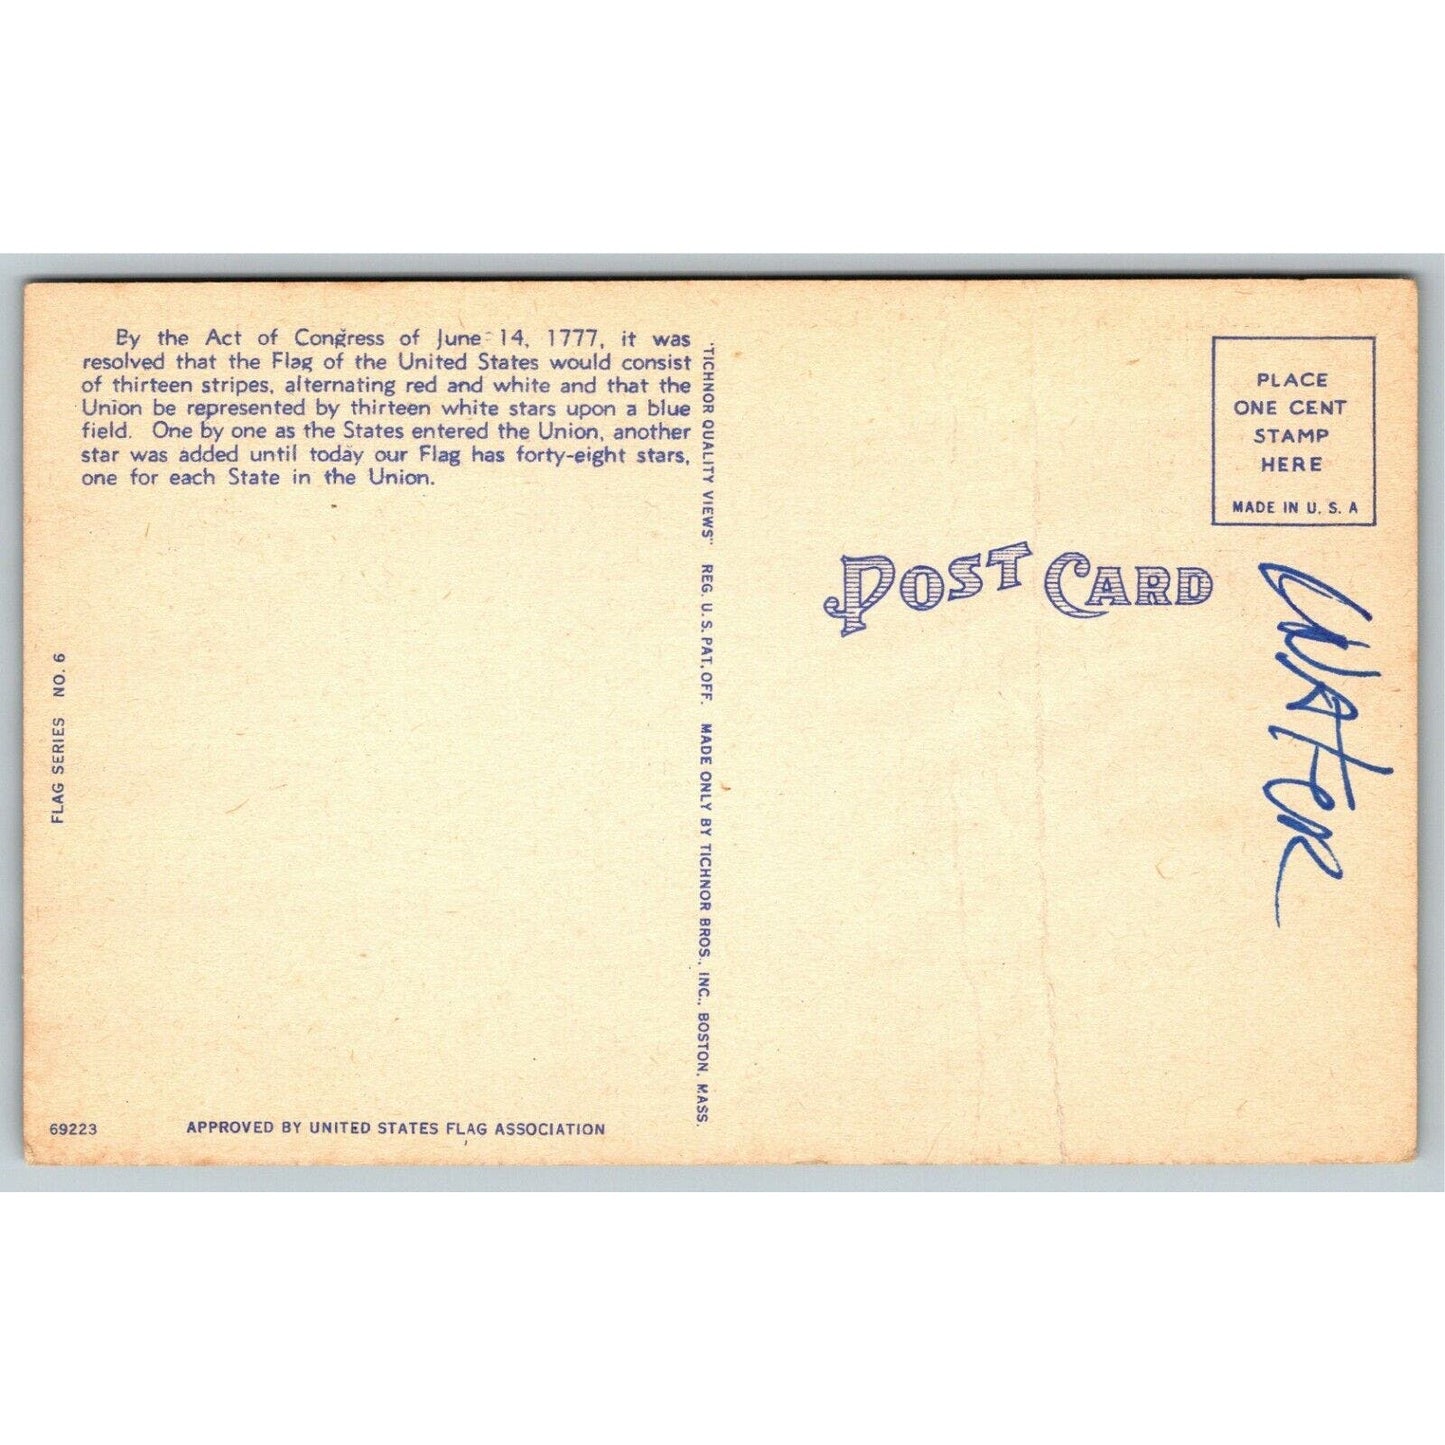 By the Act of Congress of June 14, 1777, it was
resolved that the Flag of the United States would consist
of thirteen stripes, alternating red and white and that the
Union be represented by thirteen white stars upon a blue
field. One by one as the States entered the Union, another
star was added until today our Flag has forty-eight stars,
one for each State in the Union.
FLAG SERIES NO. 6
69223
APPROVED BY UNITED STATES FLAG ASSOCIATION
"TICHNOR QUALITY VIEWS" REG. U. S. PAT. OFF. MADE ONLY BY TICHNOR BROS., INC., BOSTON, MASS.
POST CARD
PLACE
ONE CENT
STAMP
HERE
MADE IN U. S. A
WATER